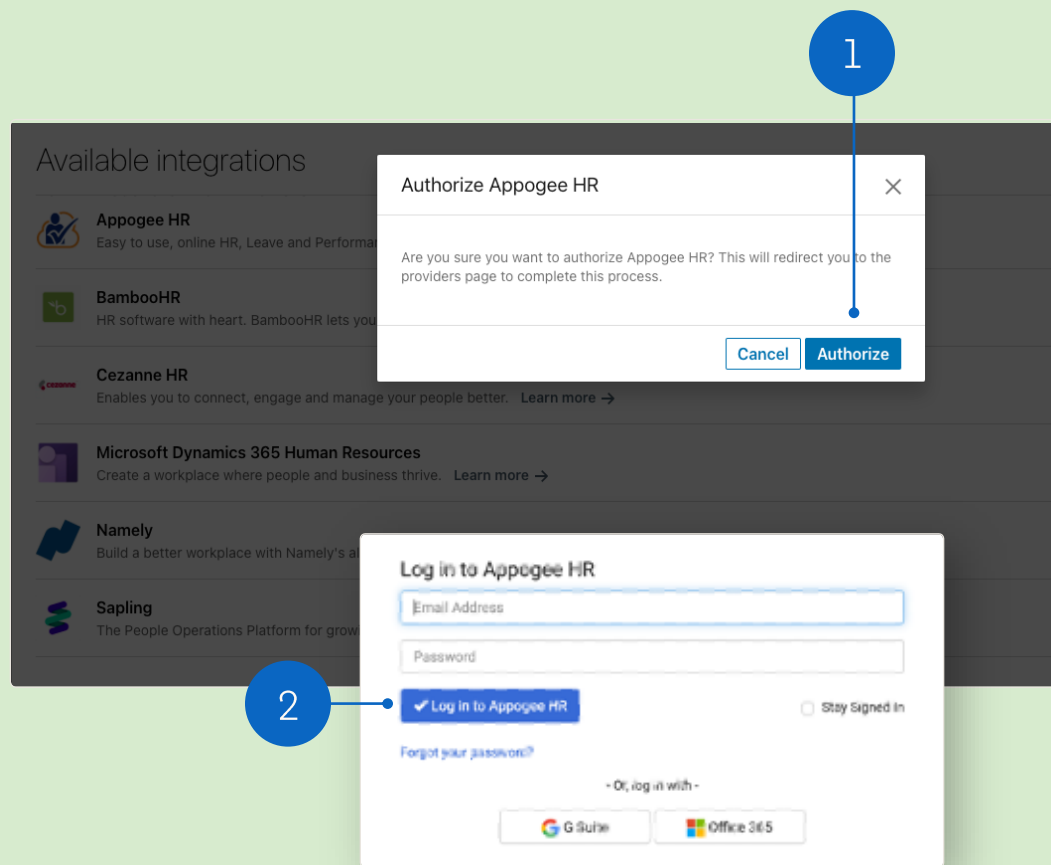 1
Available integrations
Authorize Appogee HR
Appogee HR
Easy to use, online HR, Leave and
Are you sure you want to authorize Appogee HR? This will redirect you to the
providers page to complete this process.
BambooHR
HR software with heart. BambooHR lets you
Cancel Authorize
Cezanne HR
CEZANNE
Enables you to connect, engage and manage your people better. Learn more →
Microsoft Dynamics 365 Human Resources
Create a workplace where people and business thrive. Learn more →
Namely
Build a better workplace with Namely's
Sapling
The People Operations Platform for
Log in to Appogee HR
Email Address
Password
2
Log in to Appogee HR
Stay Signed In
Forgot your password?
- Or, log in with -
G Suite
Office 365